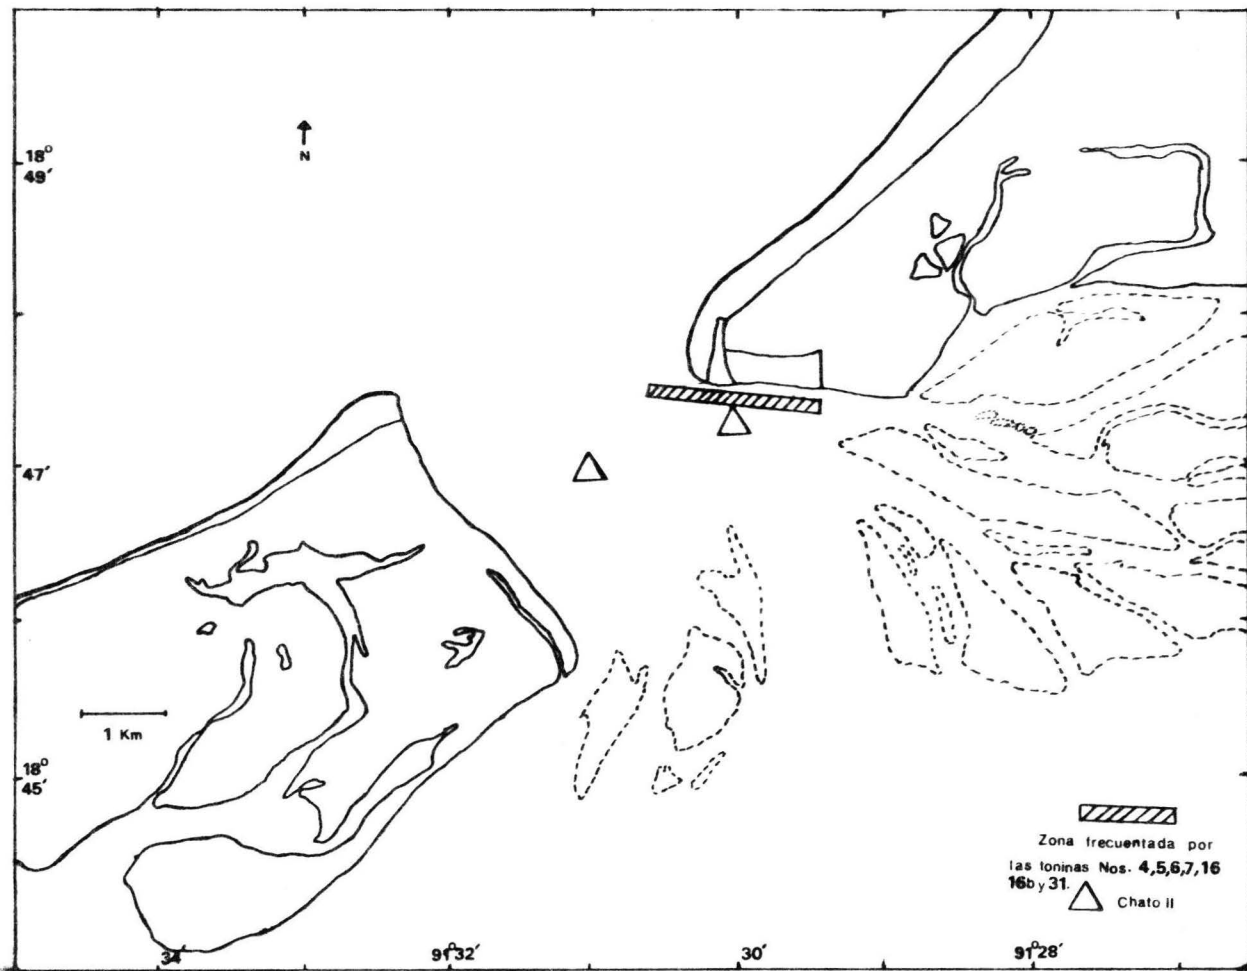 N
18°
49'
47'
1 Km
18°
45'
Zona frecuentada por
las toninas Nos. 4,5,6,7,16
16b y 31.
Chato II
34'
91°32'
30'
91°28'